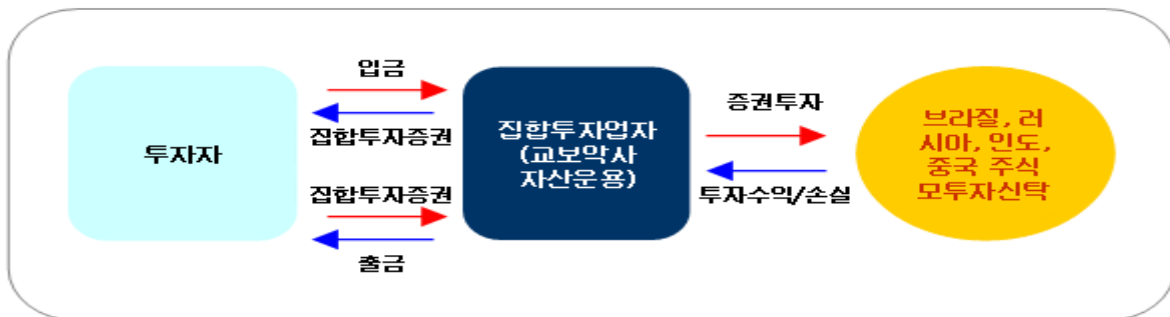 투자자
입금
집합투자증권
집합투자증권
출금
집합투자업자
(교보악사
자산운용)
증권투자
투자수익/손실
브라질, 러
시아, 인도,
중국 주식
모투자신탁